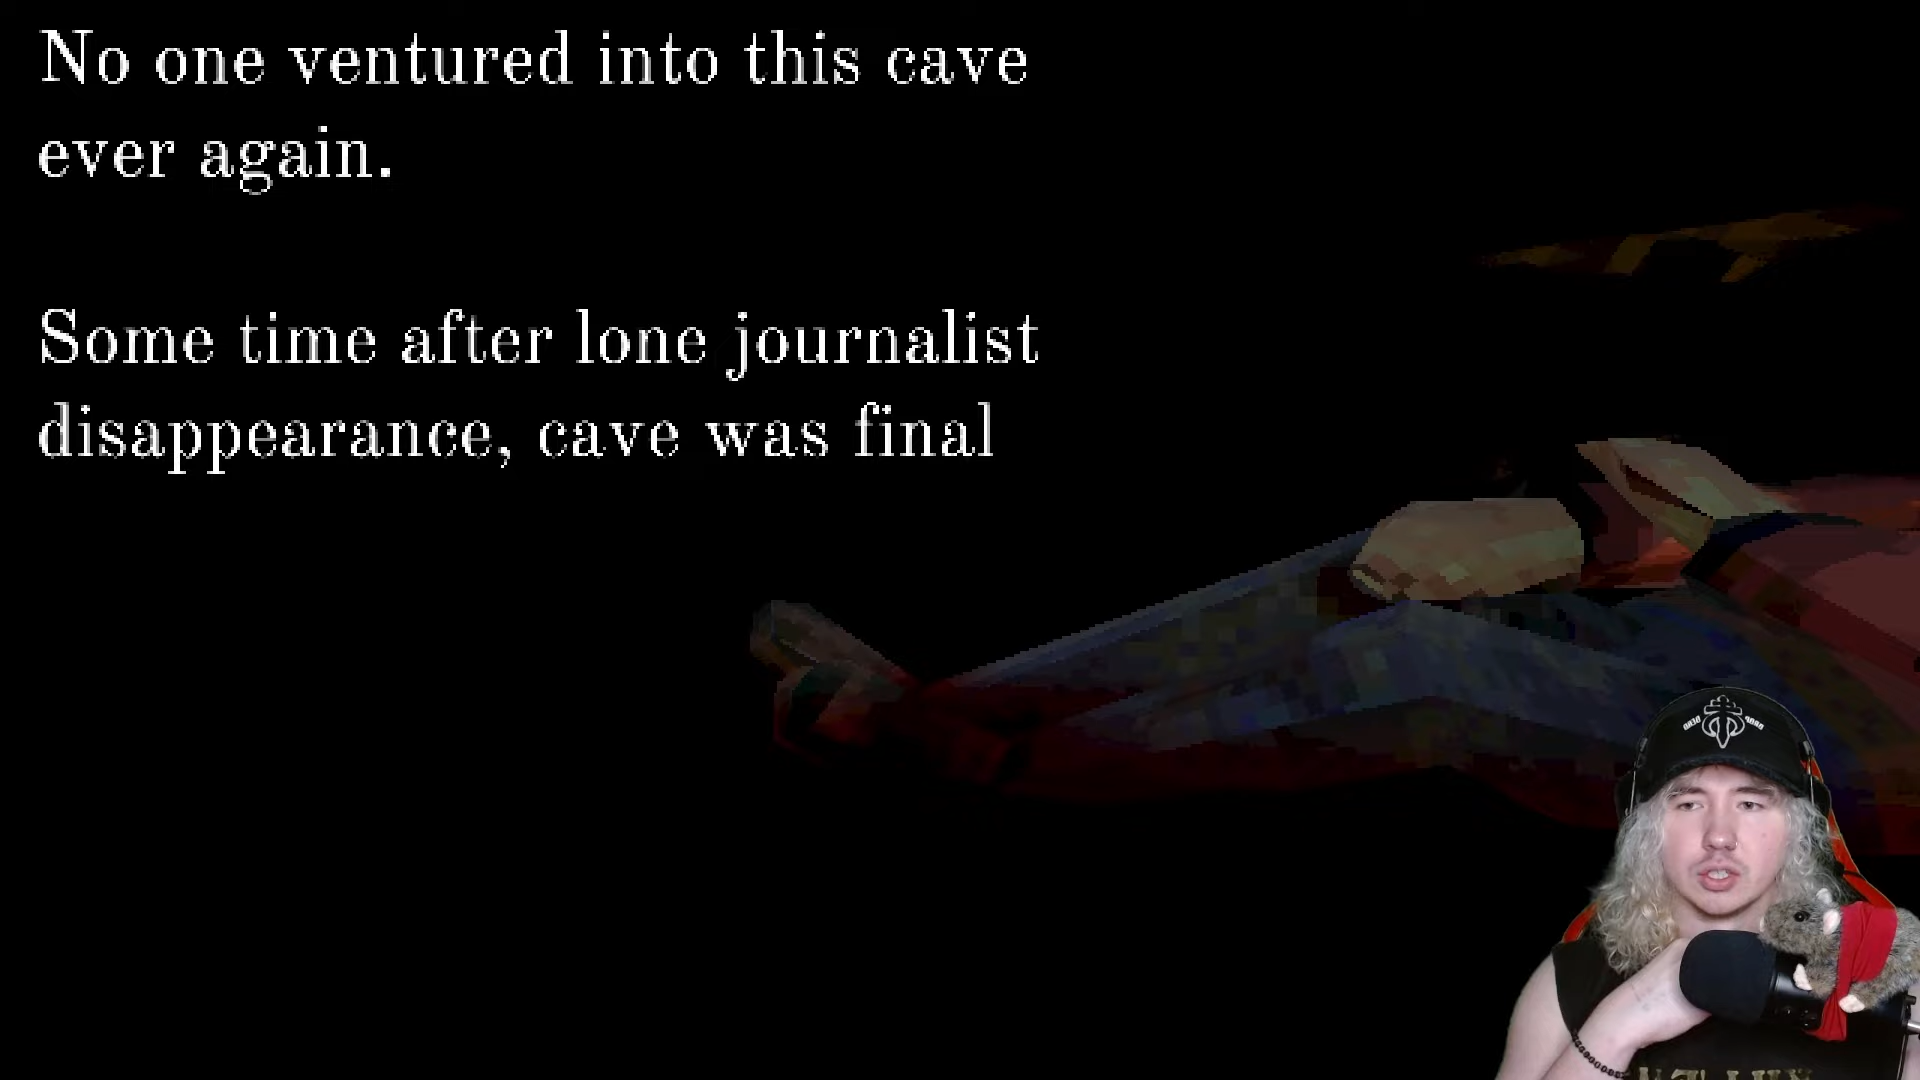 No one ventured into this cave
ever again.
Some time after lone journalist
disappearance, cave was final